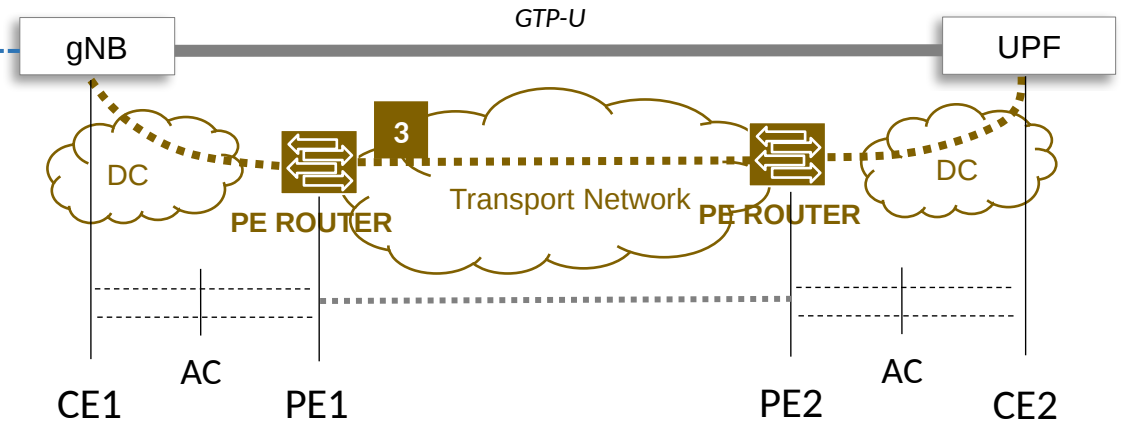 GTP-U
gNB
UPF
3
DC
DC
Transport Network
PE ROUTER
PE ROUTER
AC
AC
CE1
PE1
PE2
CE2